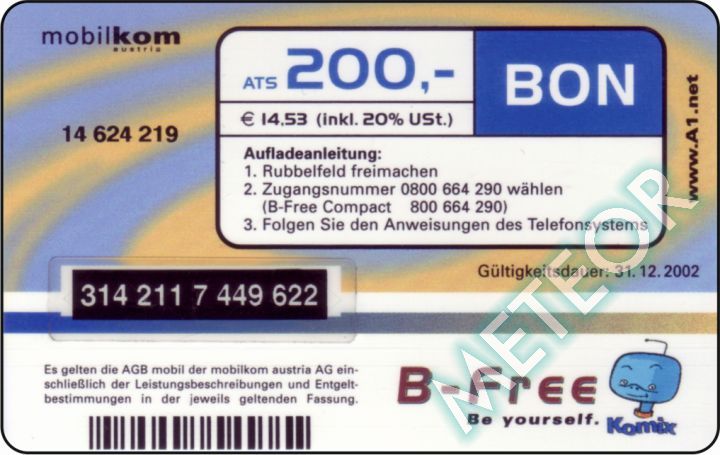 mobilkom
austria
ATS 200,-
BON
€ 14,53 (inkl. 20% USt.)
14 624 219
www.A1.net
Aufladeanleitung:
1. Rubbelfeld freimachen
2. Zugangsnummer 0800 664 290 wählen
(B-Free Compact 800 664 290)
3. Folgen Sie den Anweisungen des Telefonsystems
Gültigkeitsdauer: 31.12.2002
314 211 7 449 622
Es gelten die AGB mobil der mobilkom austria AG ein-
schließlich der Leistungsbeschreibungen und Entgelt-
bestimmungen in der jeweils geltenden Fassung.
B-Free
Be yourself.
Komix
METEOR